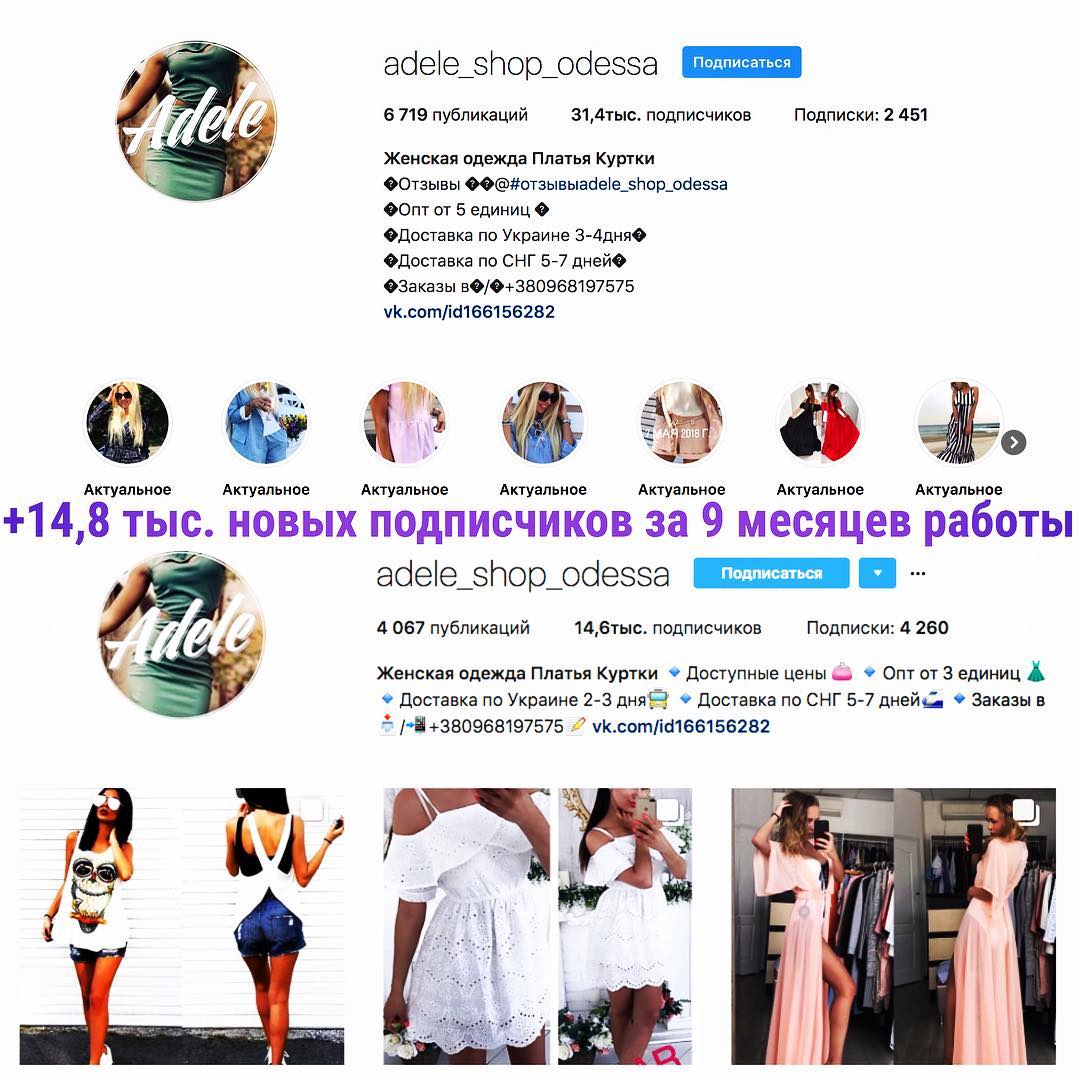 Adele
adele_shop_odessa Подписаться
6 719 публикаций 31,4тыс. подписчиков Подписки: 2 451
Женская одежда Платья Куртки
�Отзывы ��@#отзывыadele_shop_odessa
�Опт от 5 единиц �
�Доставка по Украине 3-4дня�
�Доставка по СНГ 5-7 дней�
�Заказы в�/�+380968197575
vk.com/id166156282
МАЯ 2018 Г.
Актуальное Актуальное Актуальное Актуальное Актуальное Актуальное Актуальное
+14,8 тыс. новых подписчиков за 9 месяцев работы
Adele
adele_shop_odessa Подписаться ...
4 067 публикаций 14,6тыс. подписчиков Подписки: 4 260
Женская одежда Платья Куртки 🔹Доступные цены 👛 🔹Опт от 3 единиц 👗
🔹Доставка по Украине 2-3 дня🚍 🔹Доставка по СНГ 5-7 дней🚅 🔹Заказы в
📩/📲+380968197575📝 vk.com/id166156282